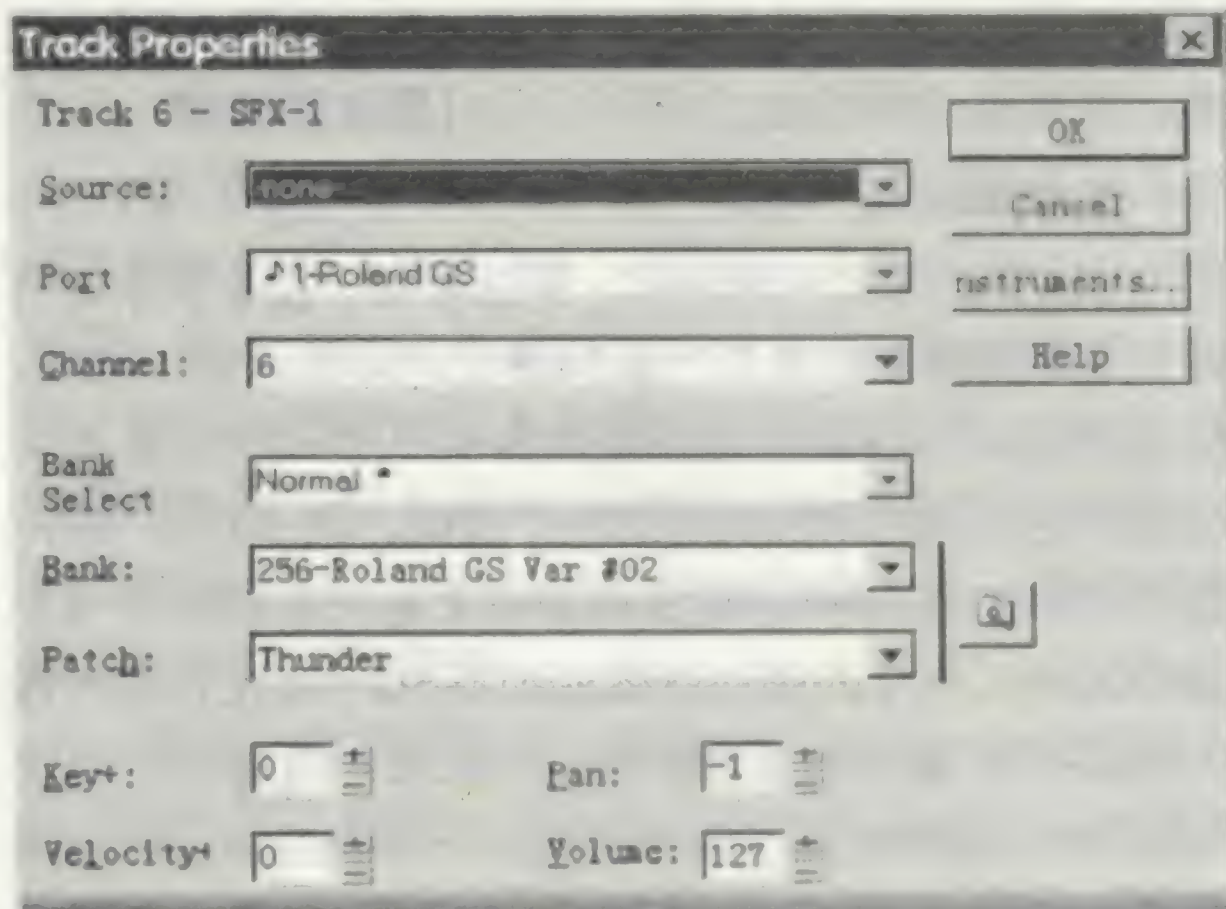 Track Properties
Track 6 - SFX-1
OK
Source:
-none-
Cancel
Port
1-Roland GS
nstruments...
Channel:
6
Help
Bank
Select
Normal *
Bank:
256-Roland GS Var #02
Patch:
Thunder
Key+:
0
Pan:
-1
Velocity+
0
Volume:
127